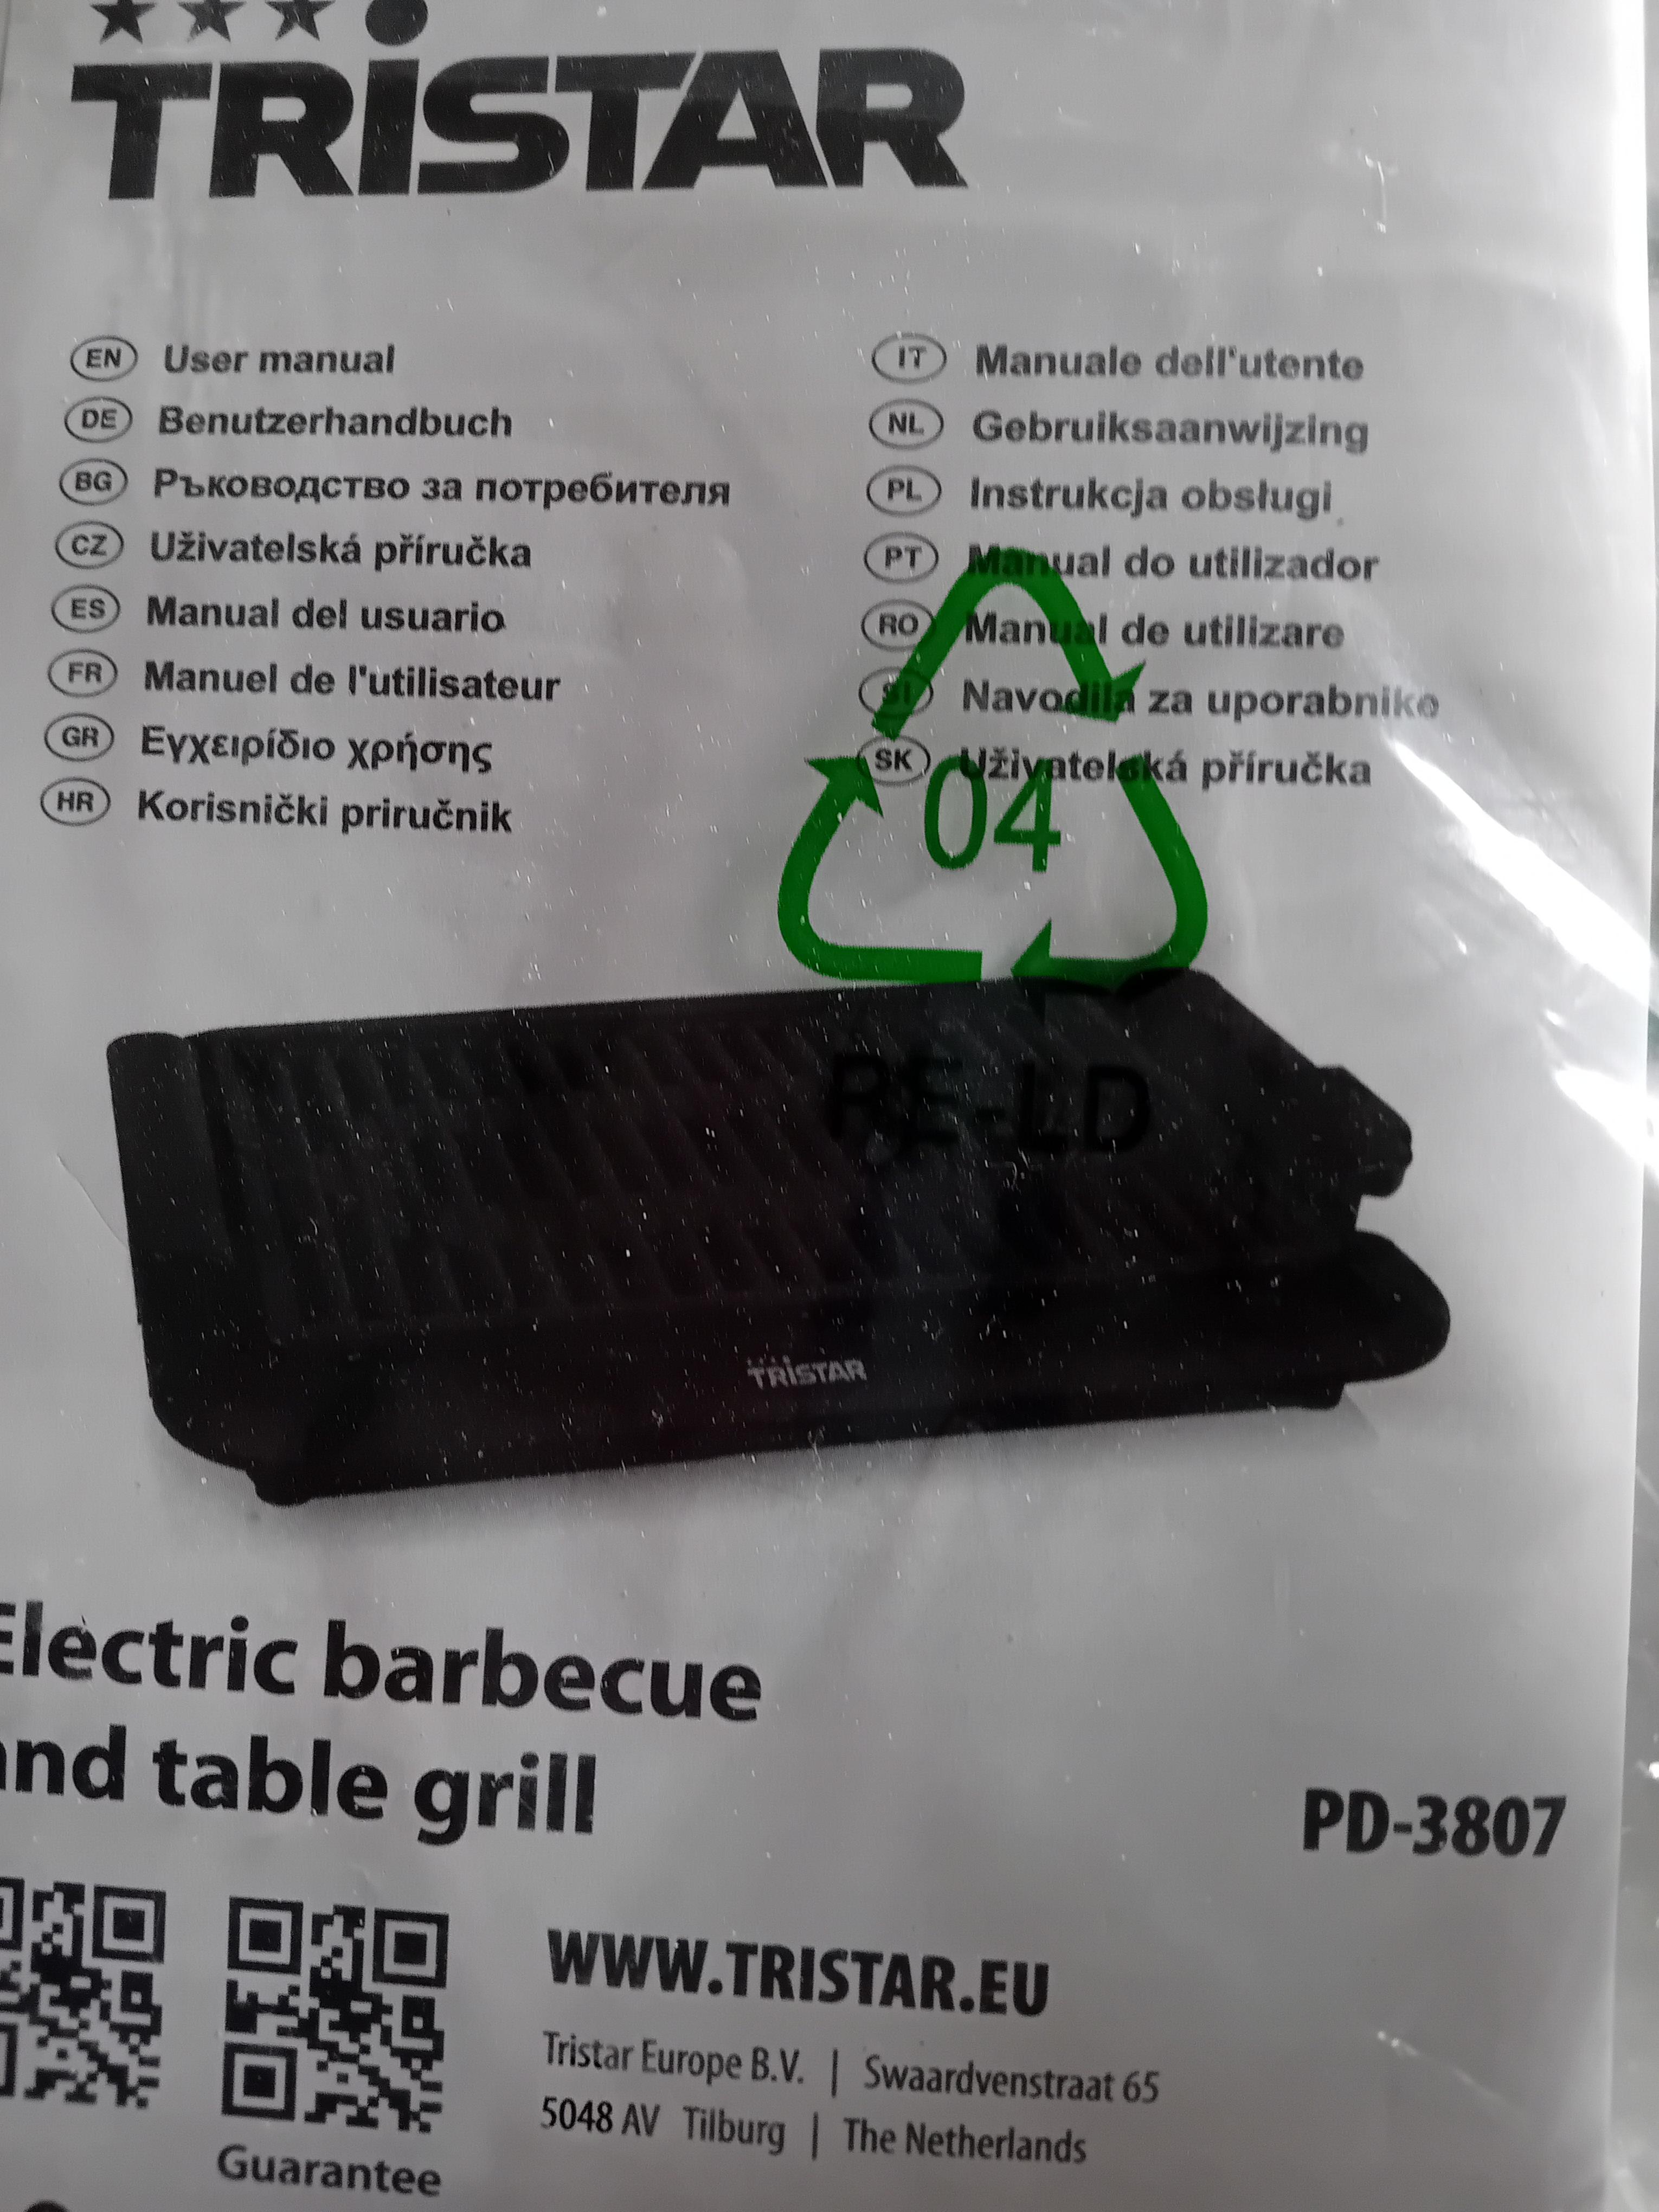 TRISTAR
EN User manual
DE Benutzerhandbuch
BG Ръководство за потребителя
CZ Uživatelská příručka
ES Manual del usuario
FR Manuel de l'utilisateur
GR Εγχειρίδιο χρήσης
HR Korisnički priručnik
IT Manuale dell'utente
NL Gebruiksaanwijzing
PL Instrukcja obsługi
PT Manual do utilizador
RO Manual de utilizare
SI Navodila za uporabnike
SK Uživatelská příručka
04
PE-LD
TRISTAR
Electric barbecue
and table grill
PD-3807
WWW.TRISTAR.EU
Tristar Europe B.V. | Swaardvenstraat 65
5048 AV Tilburg | The Netherlands
Guarantee